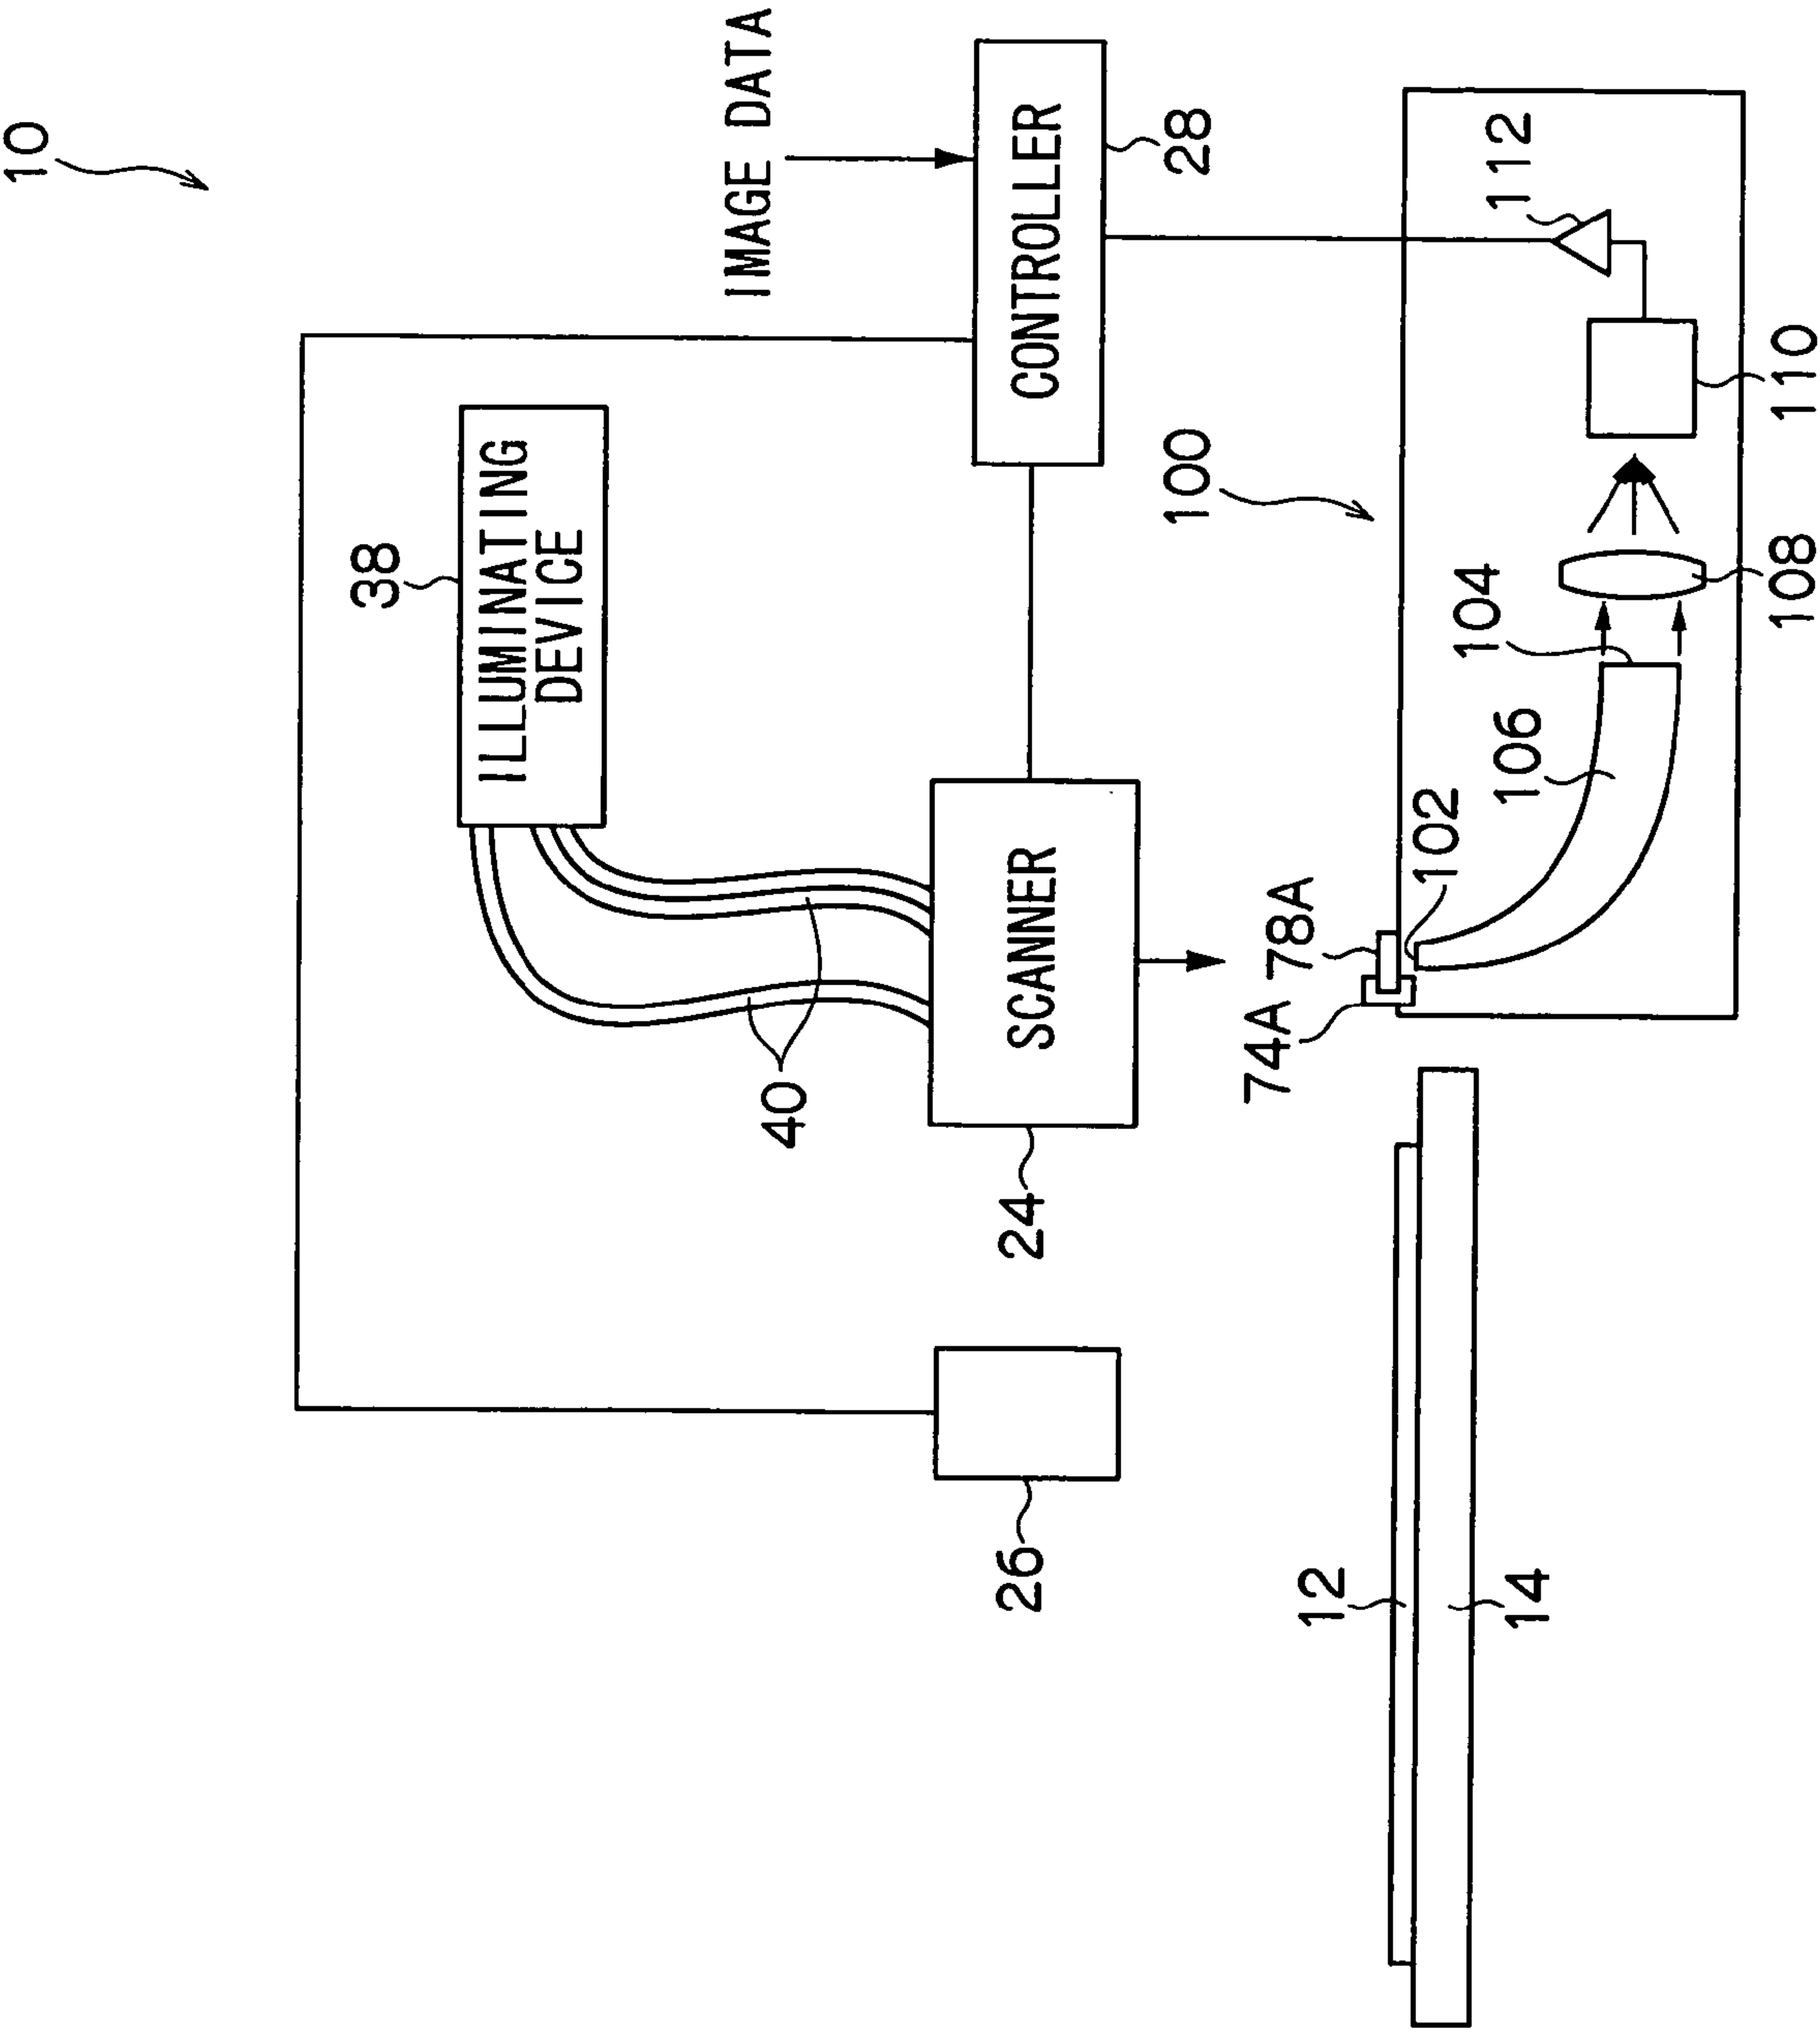 10
IMAGE DATA
38
ILLUMINATING
DEVICE
CONTROLLER
28
40
SCANNER
24
26
100
112
104
106
102
78A
74A
108
110
12
14